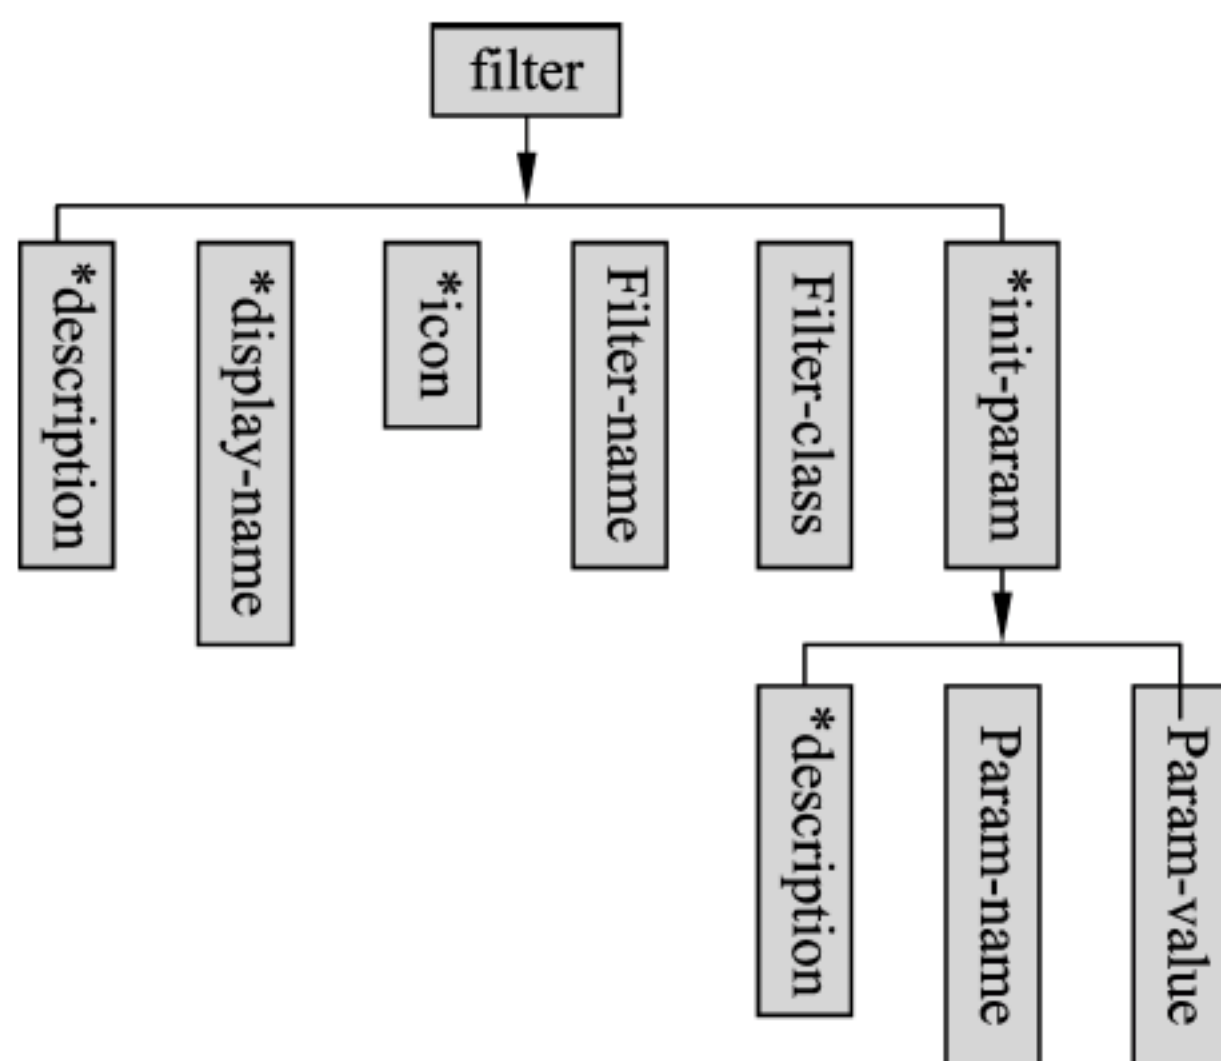 filter
*description
*display-name
*icon
Filter-name
Filter-class
*init-param
*description
Param-name
Param-value